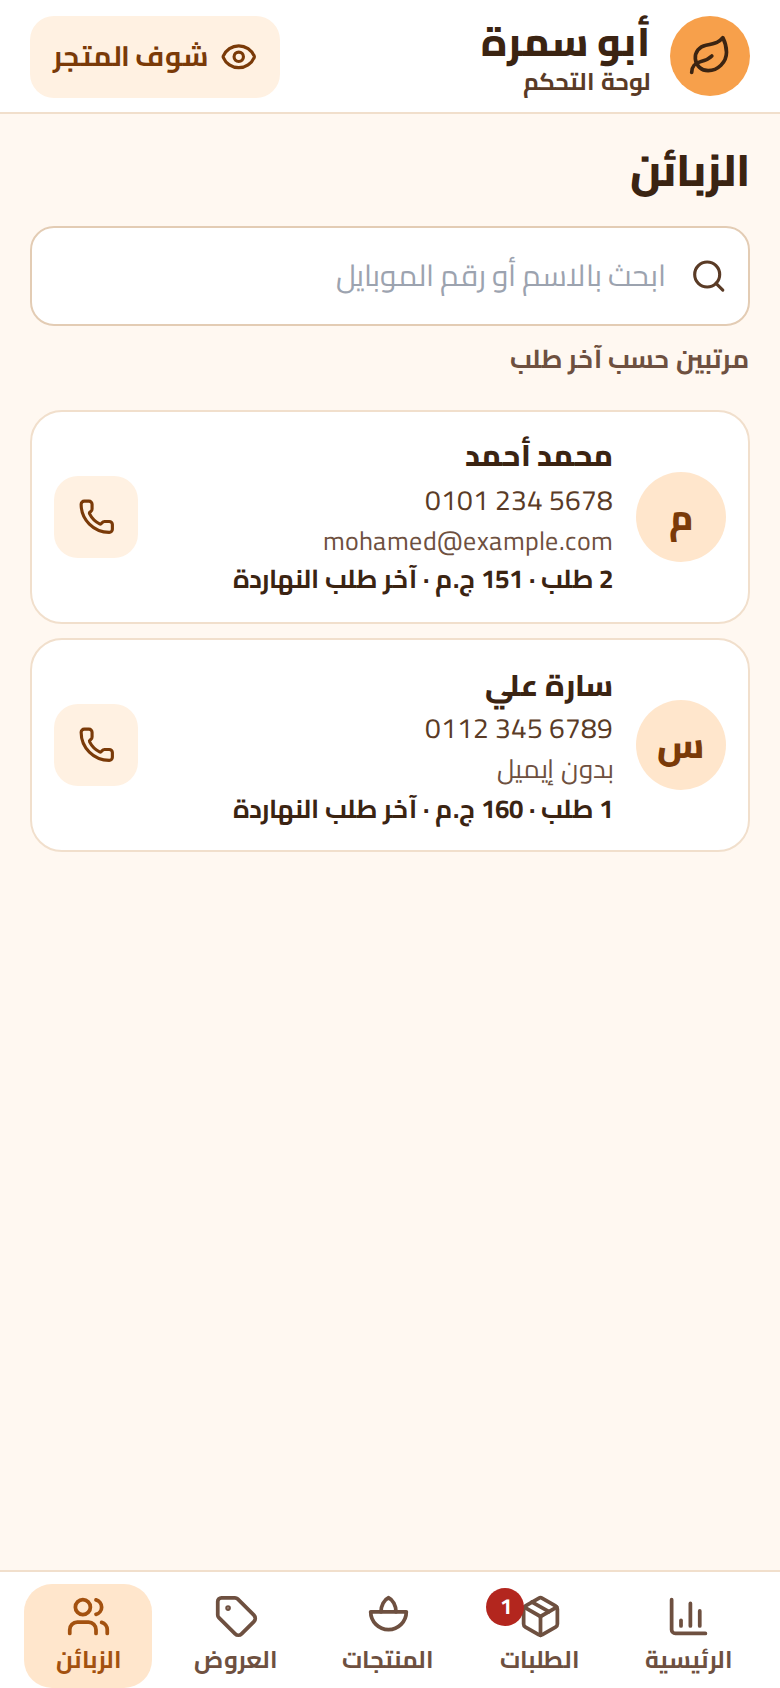 أبو سمرة
لوحة التحكم
شوف المتجر
الزبائن
ابحث بالاسم أو رقم الموبايل
مرتبين حسب آخر طلب
م
محمد أحمد
0101 234 5678
mohamed@example.com
2 طلب · 151 ج.م · آخر طلب النهاردة
س
سارة علي
0112 345 6789
بدون إيميل
1 طلب · 160 ج.م · آخر طلب النهاردة
الرئيسية
1
الطلبات
المنتجات
العروض
الزبائن